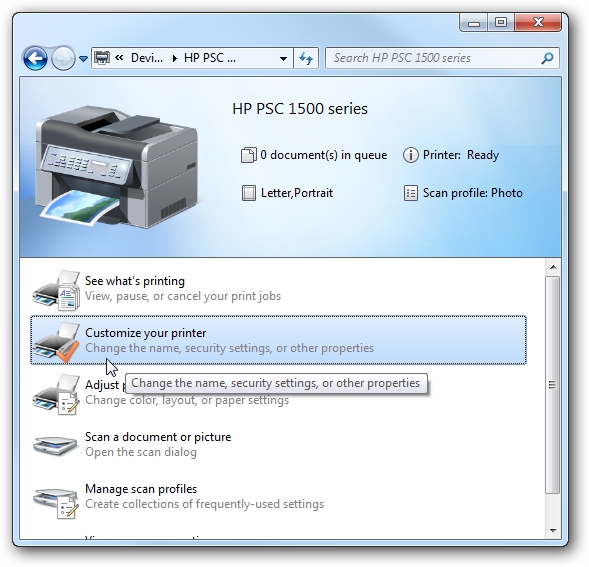 « Devi... HP PSC ... Search HP PSC 1500 series
HP PSC 1500 series
0 document(s) in queue Printer: Ready
Letter,Portrait Scan profile: Photo
See what's printing
View, pause, or cancel your print jobs
Customize your printer
Change the name, security settings, or other properties
Adjust
Change the name, security settings, or other properties
Change color, layout, or paper settings
Scan a document or picture
Open the scan dialog
Manage scan profiles
Create collections of frequently-used settings